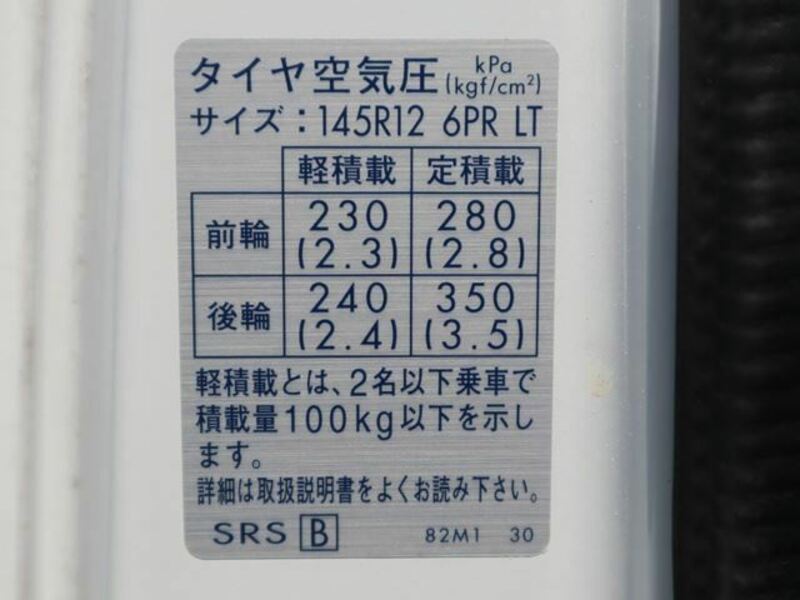 タイヤ空気圧 kPa (kgf/cm²)
サイズ：145R12 6PR LT
軽積載 定積載
前輪 230 (2.3) 280 (2.8)
後輪 240 (2.4) 350 (3.5)
軽積載とは、2名以下乗車で
積載量100kg以下を示し
ます。
詳細は取扱説明書をよくお読み下さい。
SRS B 82M1 30